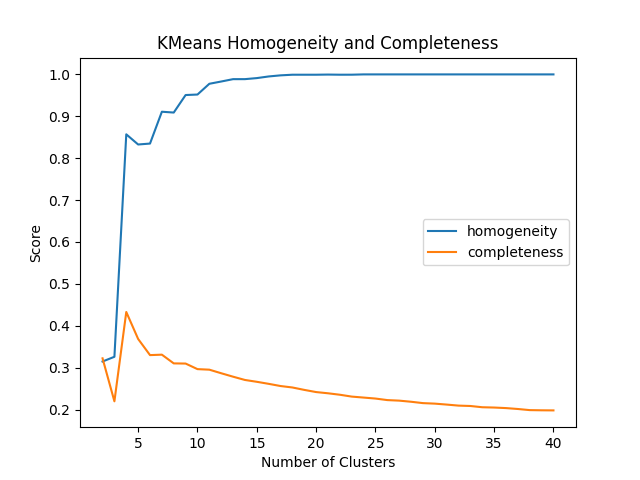 KMeans Homogeneity and Completeness
Score
1.0
0.9
0.8
0.7
0.6
0.5
0.4
0.3
0.2
homogeneity
completeness
5 10 15 20 25 30 35 40
Number of Clusters